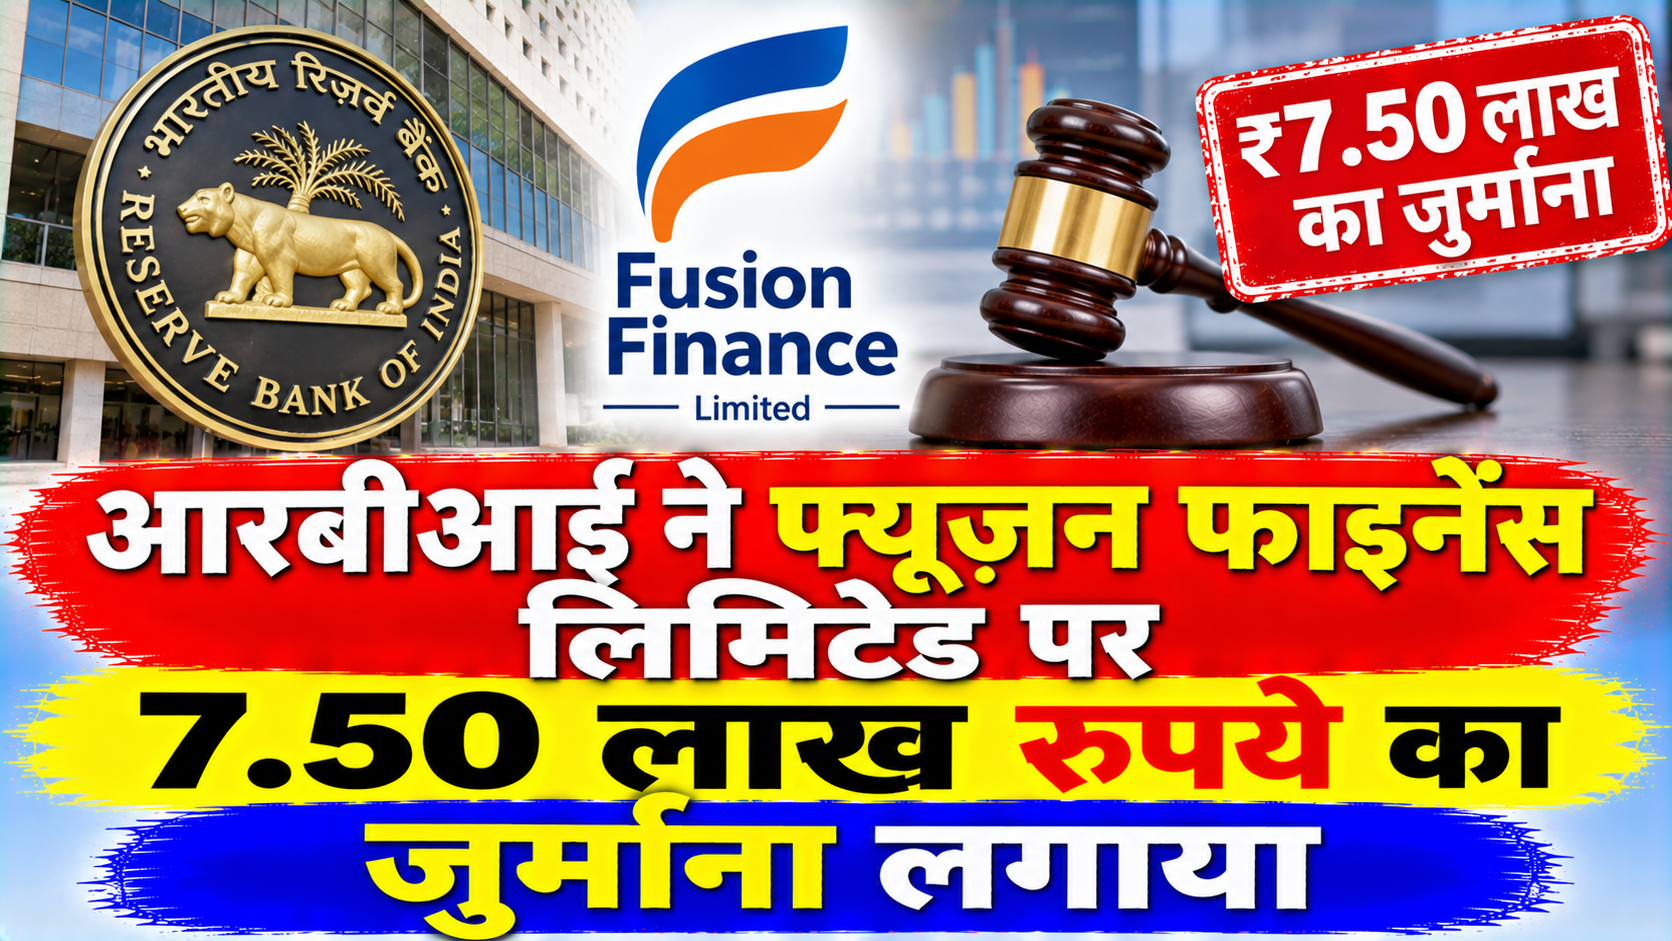 भारतीय रिज़र्व बैंक
RESERVE BANK OF INDIA
Fusion
Finance
Limited
₹7.50 लाख
का जुर्माना
आरबीआई ने फ्यूज़न फाइनेंस
लिमिटेड पर
7.50 लाख रुपये का
जुर्माना लगाया